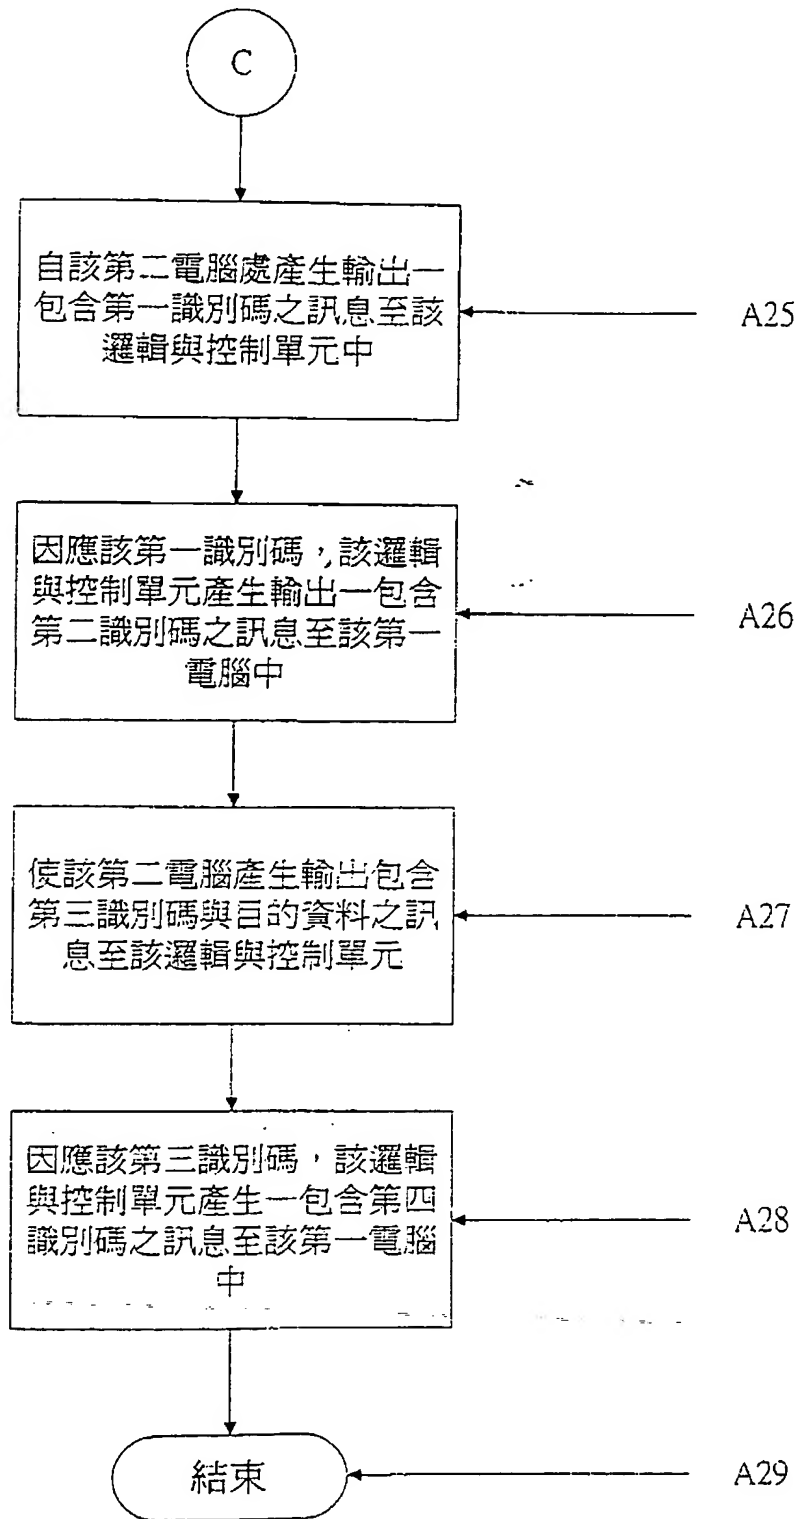 C
自該第二電腦處產生輸出一
包含第一識別碼之訊息至該
邏輯與控制單元中
A25
因應該第一識別碼，該邏輯
與控制單元產生輸出一包含
第二識別碼之訊息至該第一
電腦中
A26
使該第二電腦產生輸出包含
第三識別碼與目的資料之訊
息至該邏輯與控制單元
A27
因應該第三識別碼，該邏輯
與控制單元產生一包含第四
識別碼之訊息至該第一電腦
中
A28
結束
A29